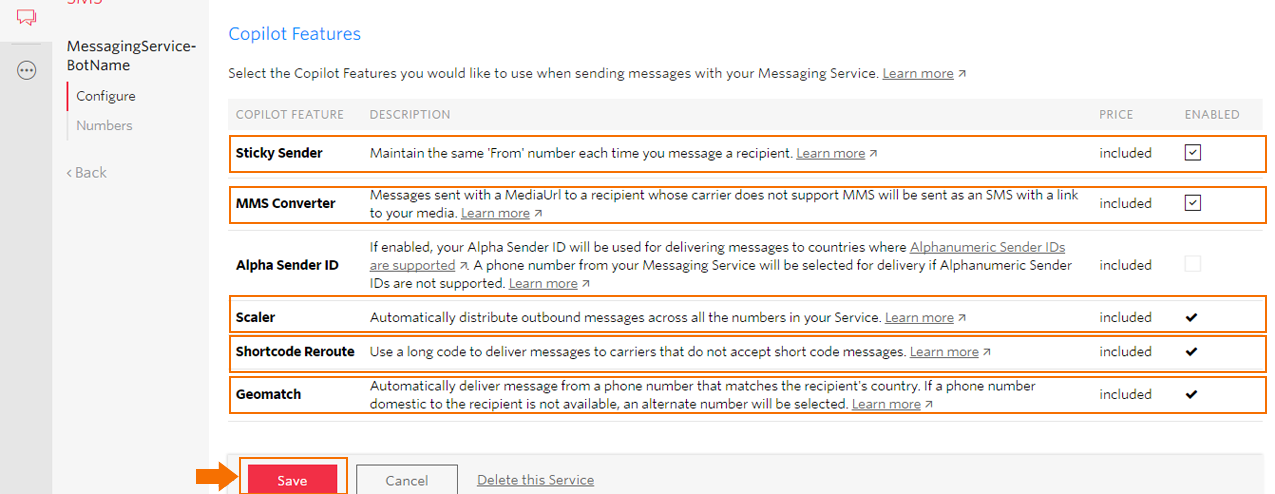 SMS
MessagingService-
BotName
Configure
Numbers
‹ Back
Copilot Features
Select the Copilot Features you would like to use when sending messages with your Messaging Service. Learn more ↗
COPILOT FEATURE DESCRIPTION PRICE ENABLED
Sticky Sender Maintain the same 'From' number each time you message a recipient. Learn more ↗ included
MMS Converter Messages sent with a MediaUrl to a recipient whose carrier does not support MMS will be sent as an SMS with a link included
to your media. Learn more ↗
If enabled, your Alpha Sender ID will be used for delivering messages to countries where Alphanumeric Sender IDs
Alpha Sender ID are supported ↗. A phone number from your Messaging Service will be selected for delivery if Alphanumeric Sender included
IDs are not supported. Learn more ↗
Scaler Automatically distribute outbound messages across all the numbers in your Service. Learn more ↗ included
Shortcode Reroute Use a long code to deliver messages to carriers that do not accept short code messages. Learn more ↗ included
Geomatch Automatically deliver message from a phone number that matches the recipient's country. If a phone number included
domestic to the recipient is not available, an alternate number will be selected. Learn more ↗
Save Cancel Delete this Service